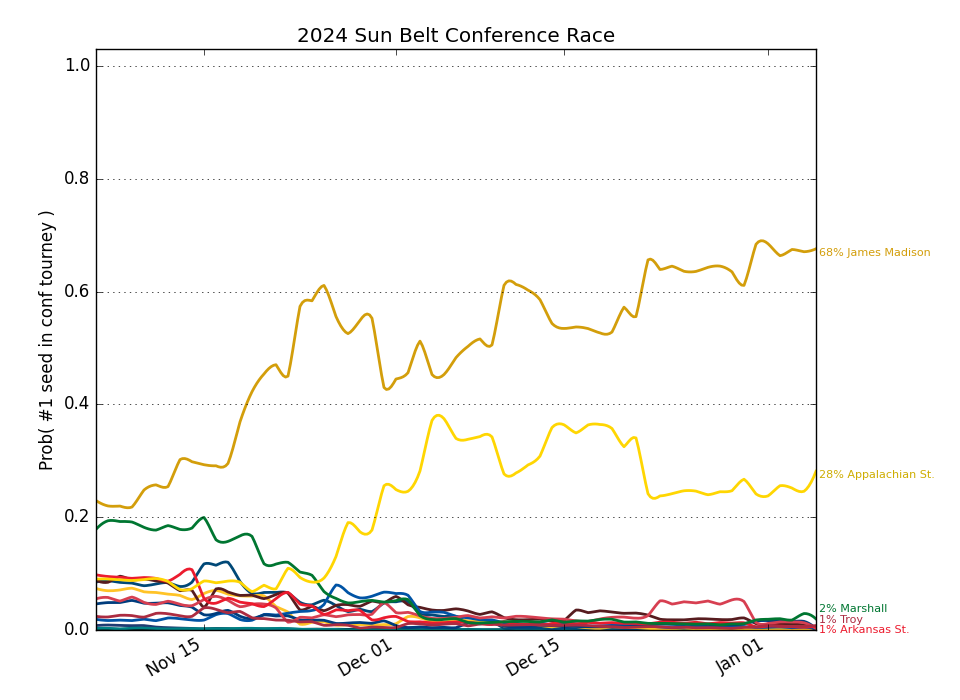 2024 Sun Belt Conference Race
Prob( #1 seed in conf tourney )
1.0
0.8
0.6
0.4
0.2
0.0
Nov 15
Dec 01
Dec 15
Jan 01
68% James Madison
28% Appalachian St.
2% Marshall
1% Troy
1% Arkansas St.